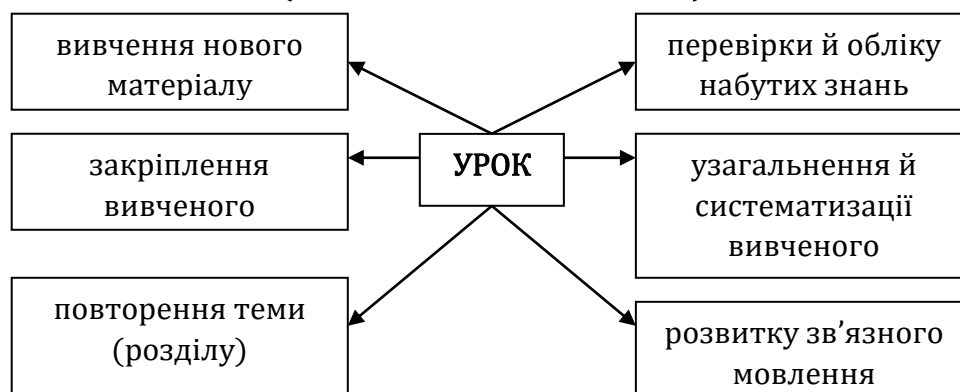 вивчення нового
матеріалу
перевірки й обліку
набутих знань
закріплення
вивченого
УРОК
узагальнення й
систематизації
вивченого
повторення теми
(розділу)
розвитку зв’язного
мовлення